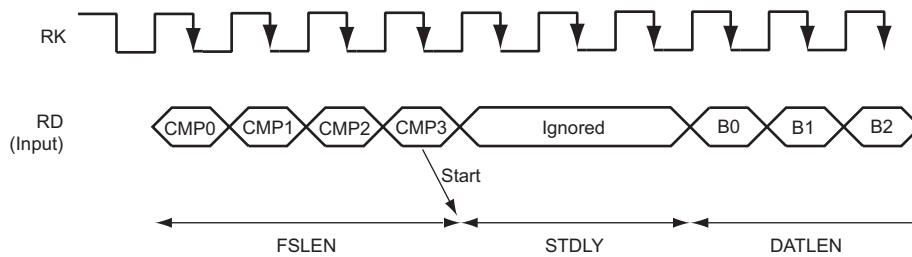 RK
RD
(Input)
CMP0 CMP1 CMP2 CMP3 Ignored B0 B1 B2
Start
FSLEN STDLY DATLEN